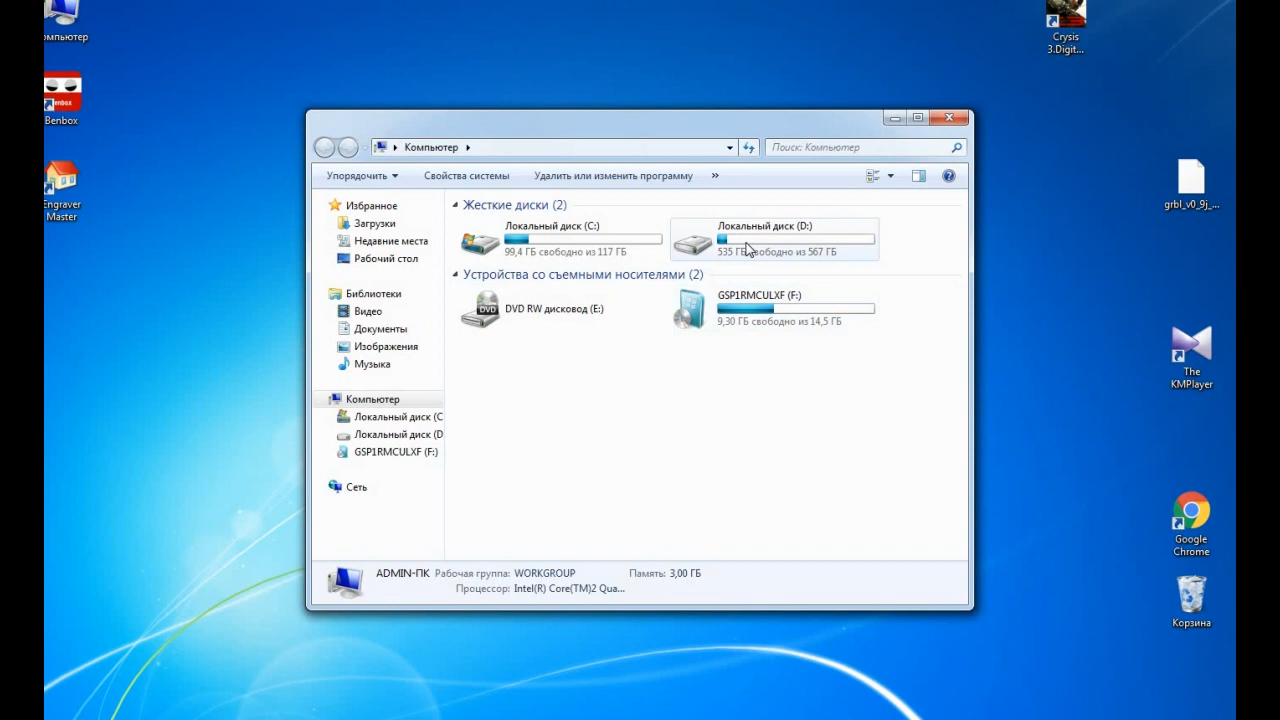 омпьютер
Benbox
Engraver
Master
Crysis
3.Digit...
grbl_v0_9j_...
The
KMPlayer
Google
Chrome
Корзина
Компьютер
Поиск: Компьютер
Упорядочить
Свойства системы
Удалить или изменить программу
»
Избранное
Загрузки
Недавние места
Рабочий стол
Библиотеки
Видео
Документы
Изображения
Музыка
Компьютер
Локальный диск (C
Локальный диск (D
GSP1RMCULXF (F:)
Сеть
Жесткие диски (2)
Локальный диск (C:)
99,4 ГБ свободно из 117 ГБ
Локальный диск (D:)
535 ГБ свободно из 567 ГБ
Устройства со съемными носителями (2)
DVD
DVD RW дисковод (E:)
GSP1RMCULXF (F:)
9,30 ГБ свободно из 14,5 ГБ
ADMIN-ПК Рабочая группа: WORKGROUP Память: 3,00 ГБ
Процессор: Intel(R) Core(TM)2 Qua...